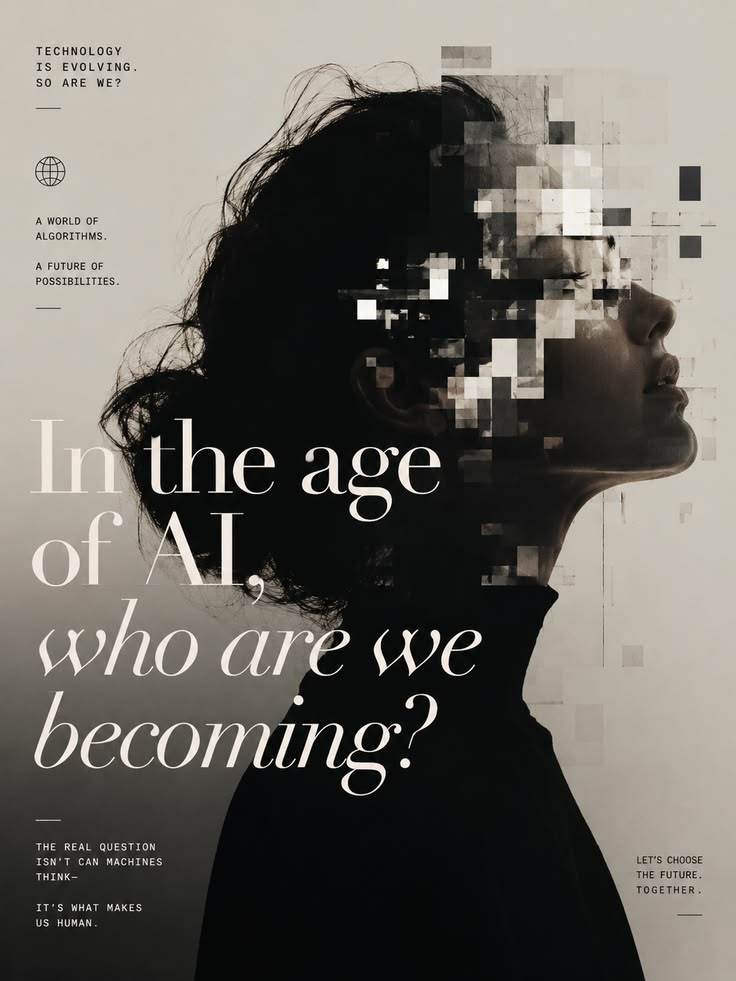 TECHNOLOGY
IS EVOLVING.
SO ARE WE?
A WORLD OF
ALGORITHMS.
A FUTURE OF
POSSIBILITIES.
In the age
of AI,
who are we
becoming?
THE REAL QUESTION
ISN'T CAN MACHINES
THINK—
IT'S WHAT MAKES
US HUMAN.
LET'S CHOOSE
THE FUTURE.
TOGETHER.